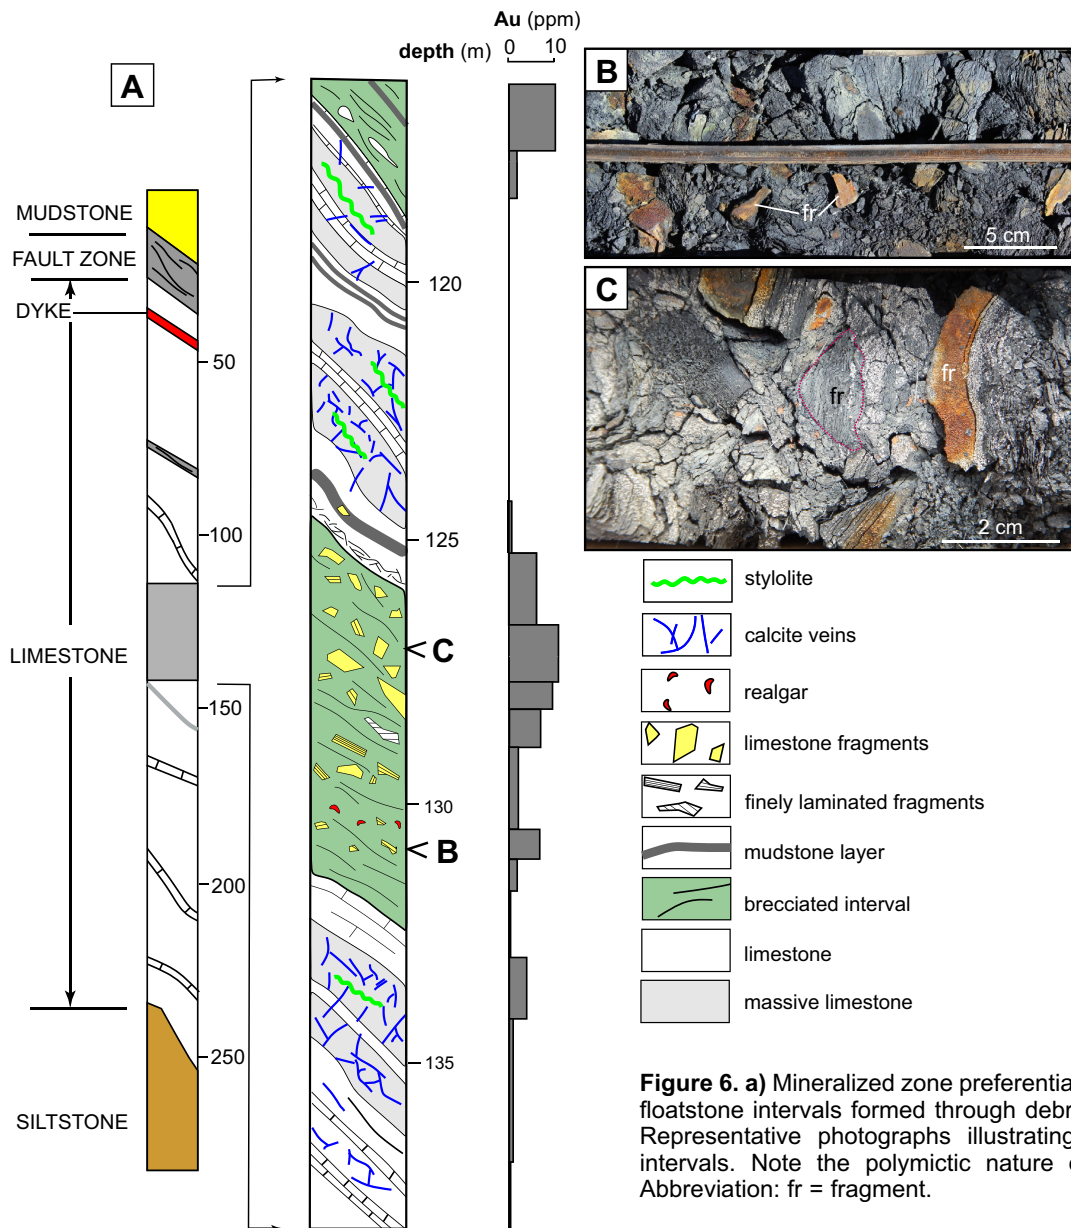 A
MUDSTONE
FAULT ZONE
DYKE
LIMESTONE
SILTSTONE
50
100
150
200
250
Au (ppm)
depth (m)
0 10
120
125
130
135
C
B
B
fr
5 cm
C
fr
fr
2 cm
stylolite
calcite veins
realgar
limestone fragments
finely laminated fragments
mudstone layer
brecciated interval
limestone
massive limestone
Figure 6. a) Mineralized zone preferentia
floatstone intervals formed through debr
Representative photographs illustrating
intervals. Note the polymictic nature
Abbreviation: fr = fragment.